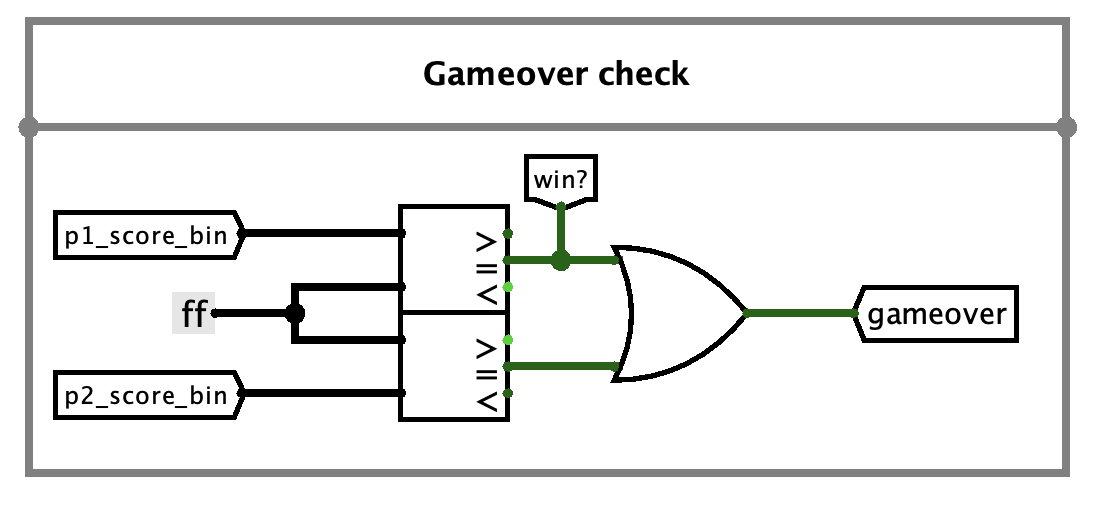 Gameover check
win?
p1_score_bin
>
=
<
ff
gameover
>
=
<
p2_score_bin